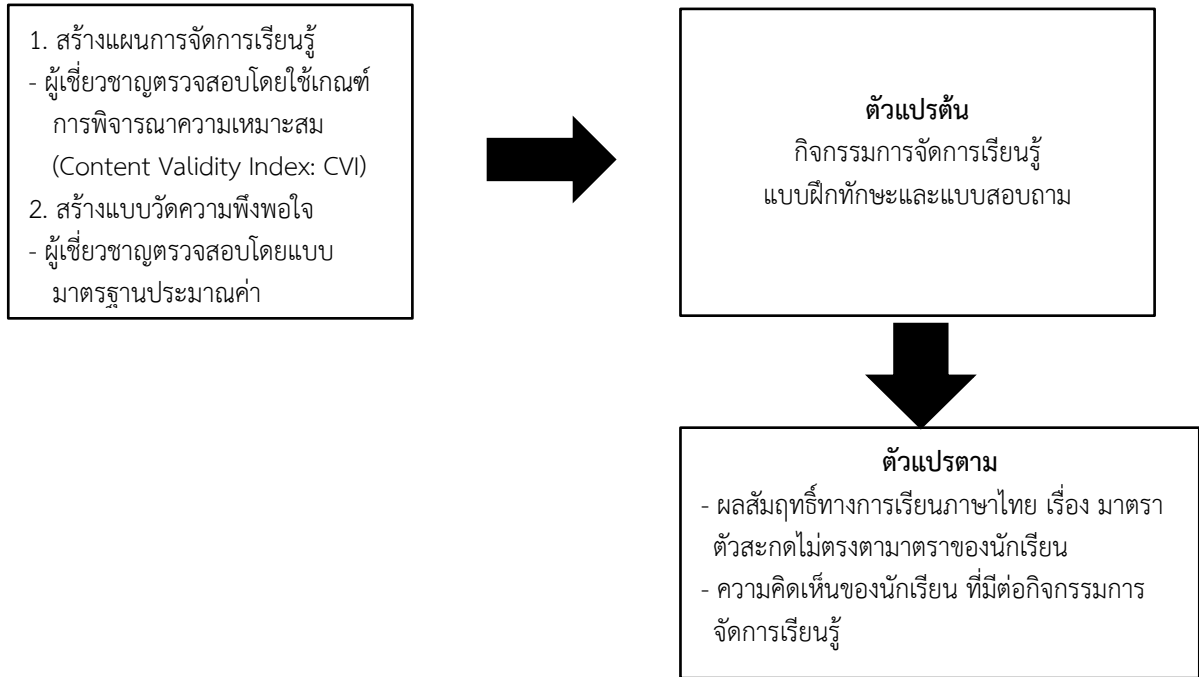 1. สร้างแผนการจัดการเรียนรู้
- ผู้เชี่ยวชาญตรวจสอบโดยใช้เกณฑ์
การพิจารณาความเหมาะสม
(Content Validity Index: CVI)
2. สร้างแบบวัดความพึงพอใจ
- ผู้เชี่ยวชาญตรวจสอบโดยแบบ
มาตรฐานประมาณค่า
ตัวแปรต้น
กิจกรรมการจัดการเรียนรู้
แบบฝึกทักษะและแบบสอบถาม
ตัวแปรตาม
- ผลสัมฤทธิ์ทางการเรียนภาษาไทย เรื่อง มาตรา
ตัวสะกดไม่ตรงตามาตราของนักเรียน
- ความคิดเห็นของนักเรียน ที่มีต่อกิจกรรมการ
จัดการเรียนรู้